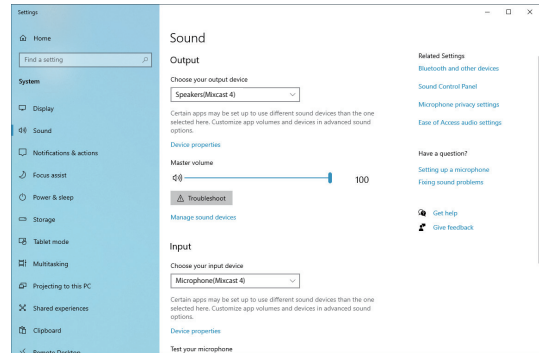 Settings
Home
Find a setting
System
Display
Sound
Notifications & actions
Focus assist
Power & sleep
Storage
Tablet mode
Multitasking
Projecting to this PC
Shared experiences
Clipboard
Remote Desktop
Sound
Output
Choose your output device
Speakers(Mixcast 4)
Certain apps may be set up to use different sound devices than the one
selected here. Customize app volumes and devices in advanced sound
options.
Device properties
Master volume
100
Troubleshoot
Manage sound devices
Input
Choose your input device
Microphone(Mixcast 4)
Certain apps may be set up to use different sound devices than the one
selected here. Customize app volumes and devices in advanced sound
options.
Device properties
Test your microphone
Related Settings
Bluetooth and other devices
Sound Control Panel
Microphone privacy settings
Ease of Access audio settings
Have a question?
Setting up a microphone
Fixing sound problems
Get help
Give feedback